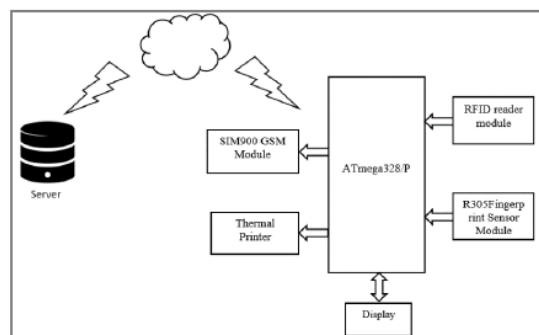 RFID reader
module
SIM900 GSM
Module
ATmega328/P
Server
R305Fingerp
rint Sensor
Module
Thermal
Printer
Display